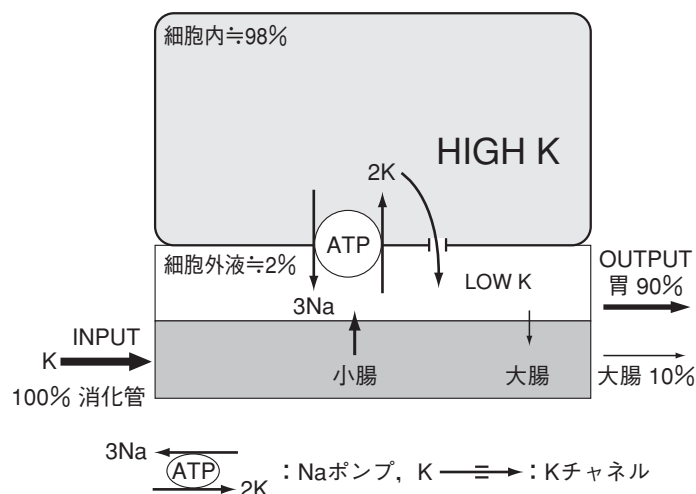 細胞内≒98%
HIGH K
2K
ATP
細胞外液≒2%
LOW K
3Na
OUTPUT
胃 90%
INPUT
K
小腸
大腸
大腸 10%
100% 消化管
3Na
ATP
2K
：Naポンプ，K
：Kチャネル